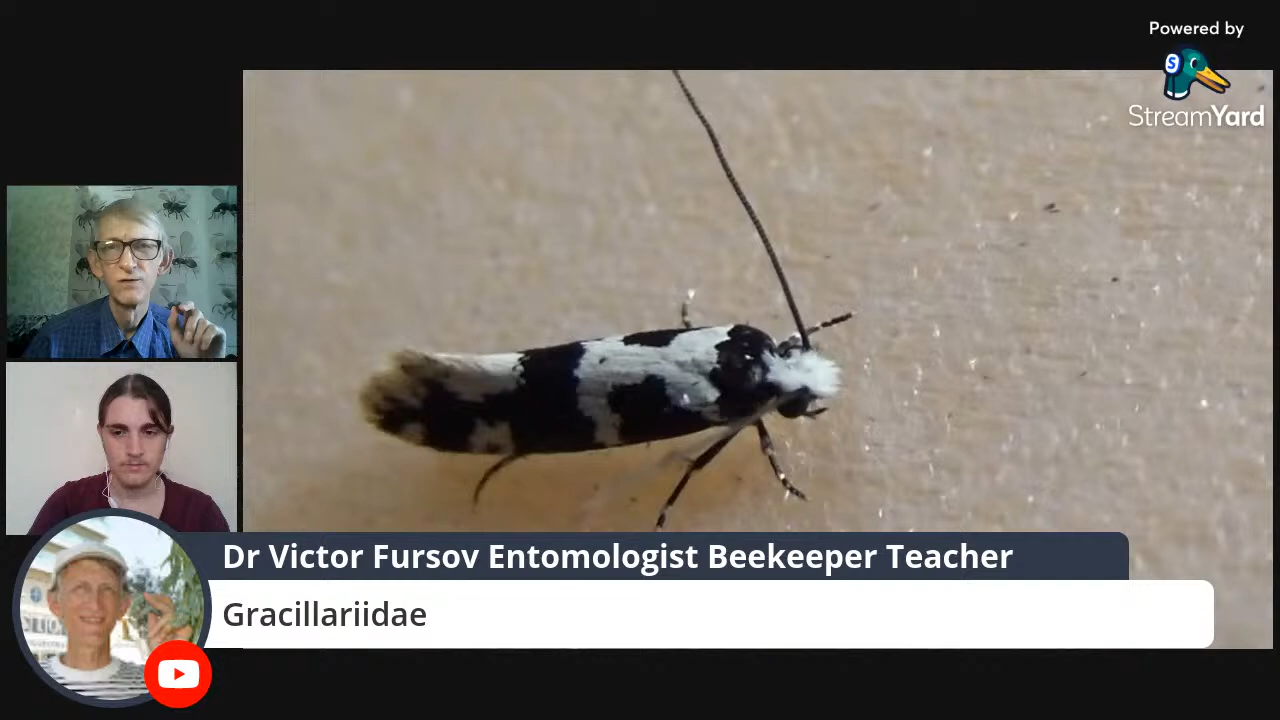 Powered by
S
StreamYard
Dr Victor Fursov Entomologist Beekeeper Teacher
Gracillariidae